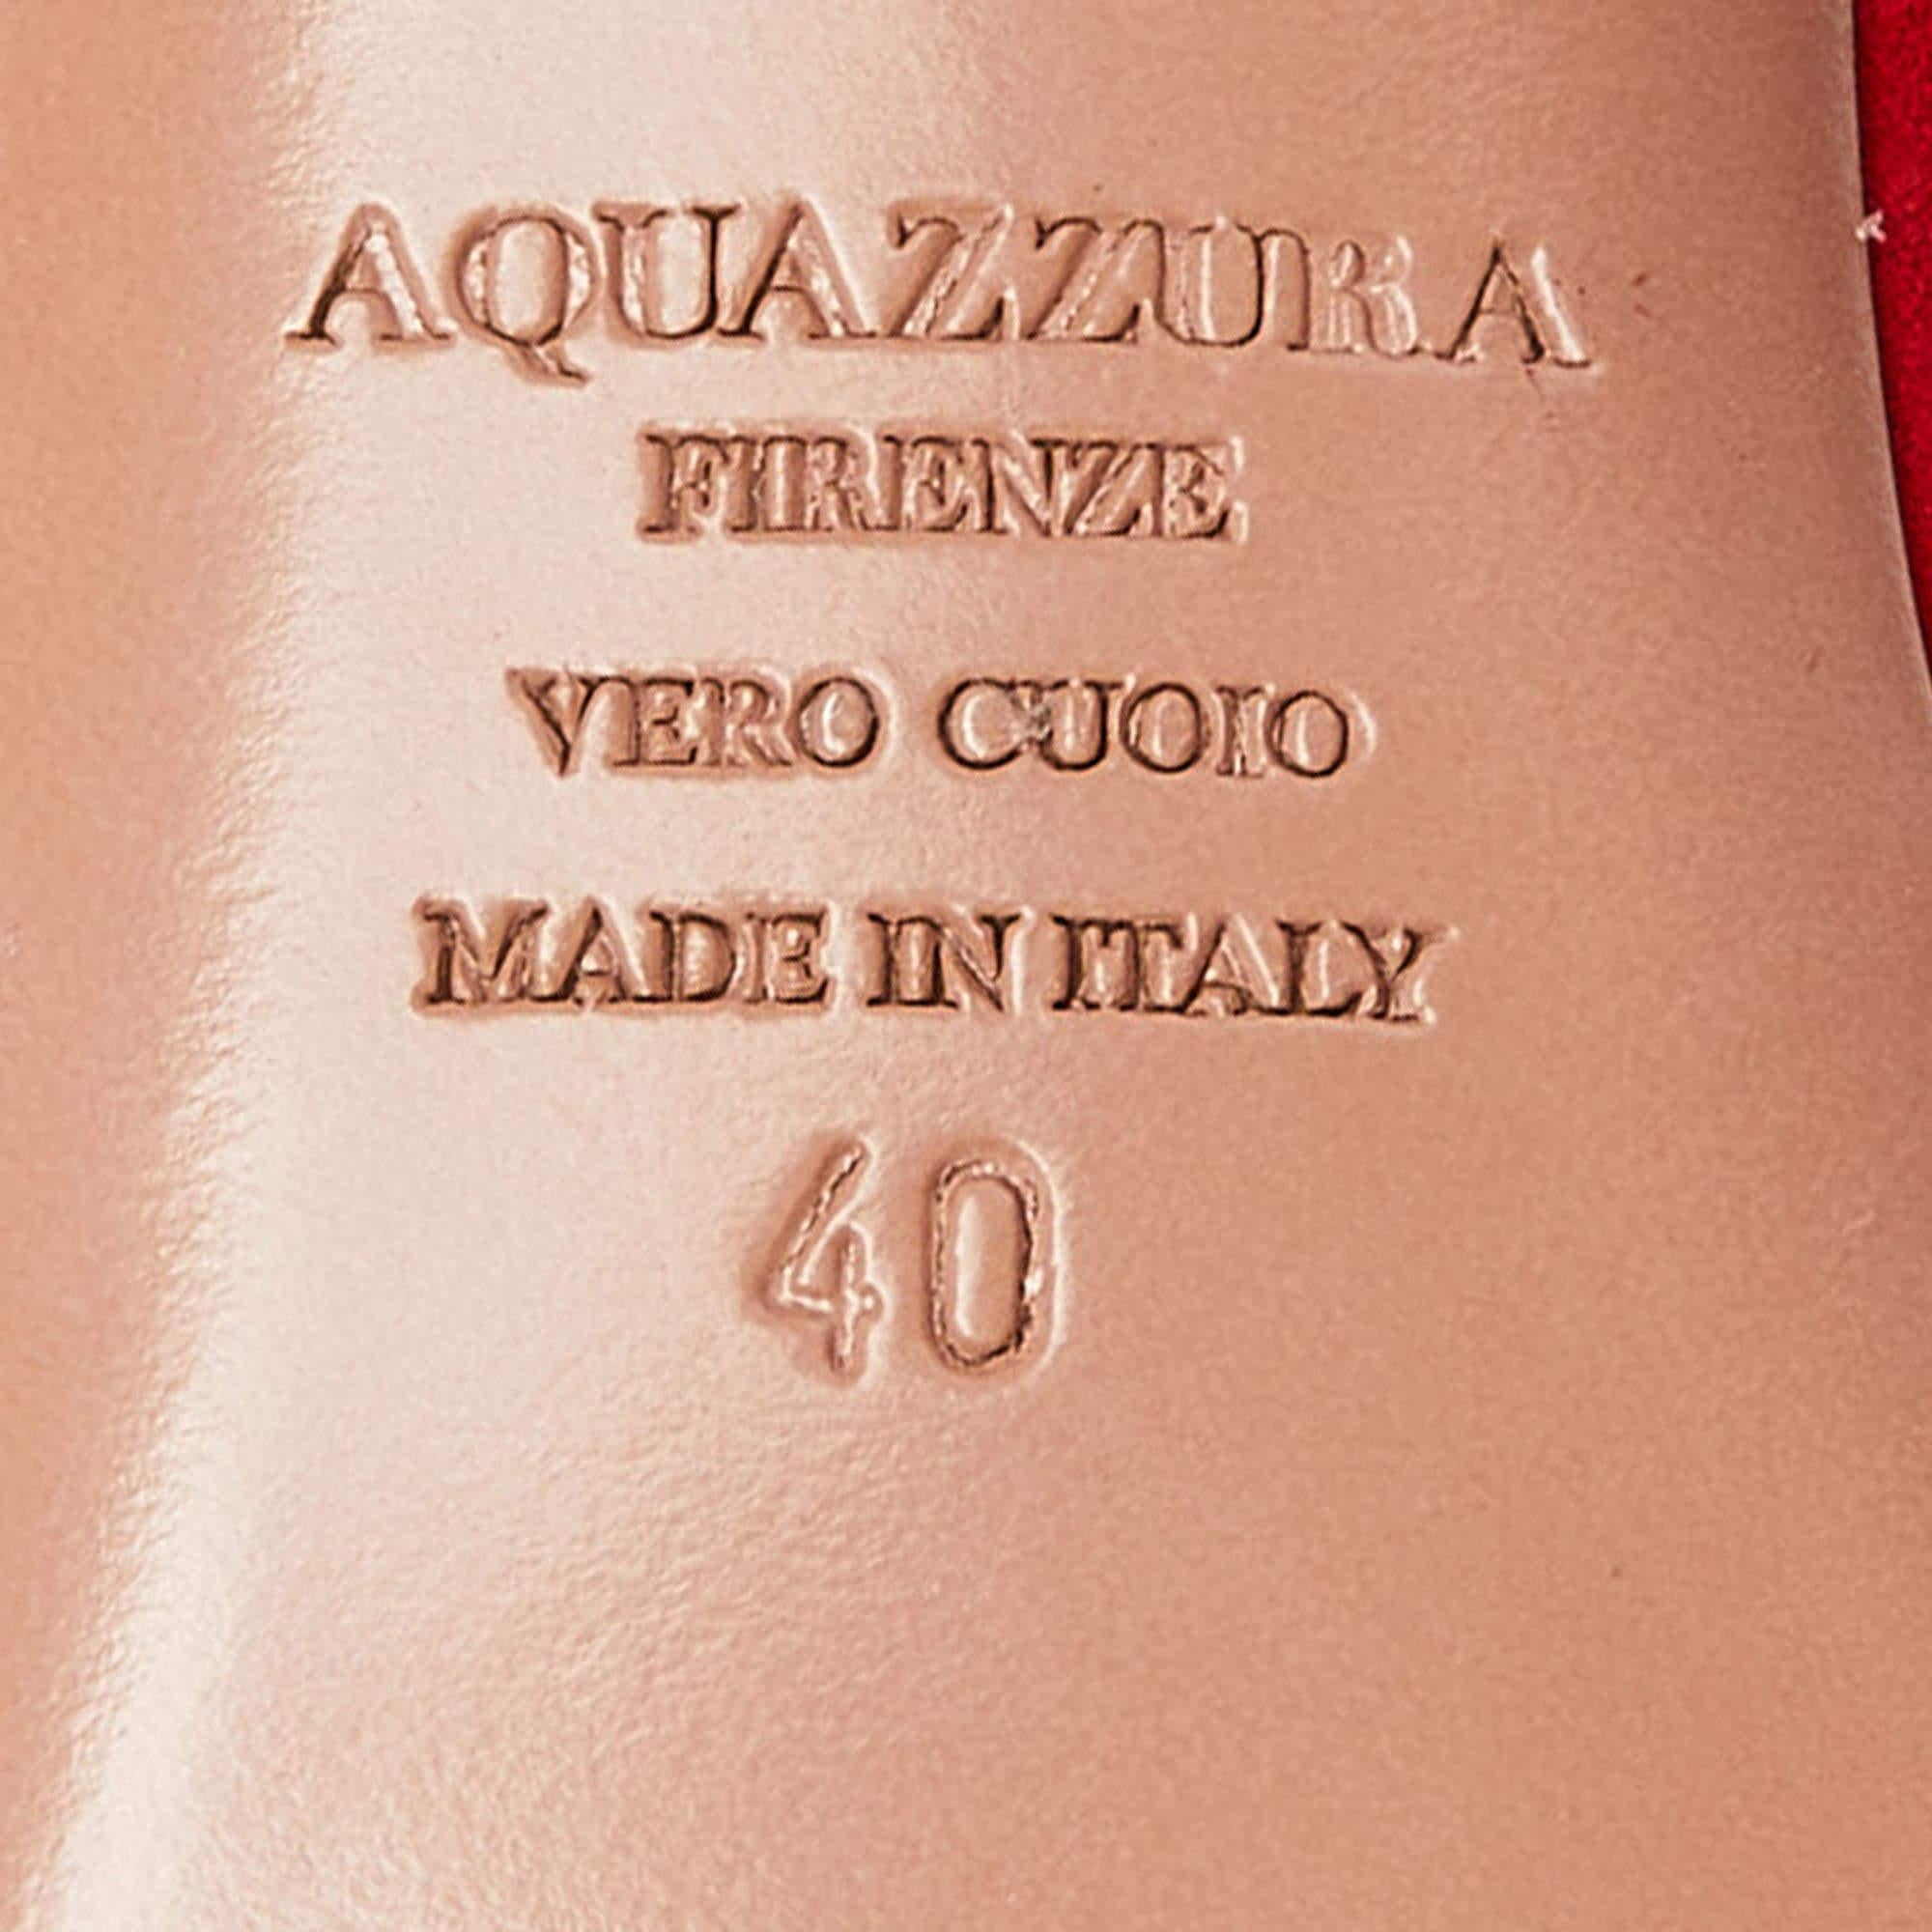 AQUAZZURA
FIRENZE
VERO CUOIO
MADE IN ITALY
40